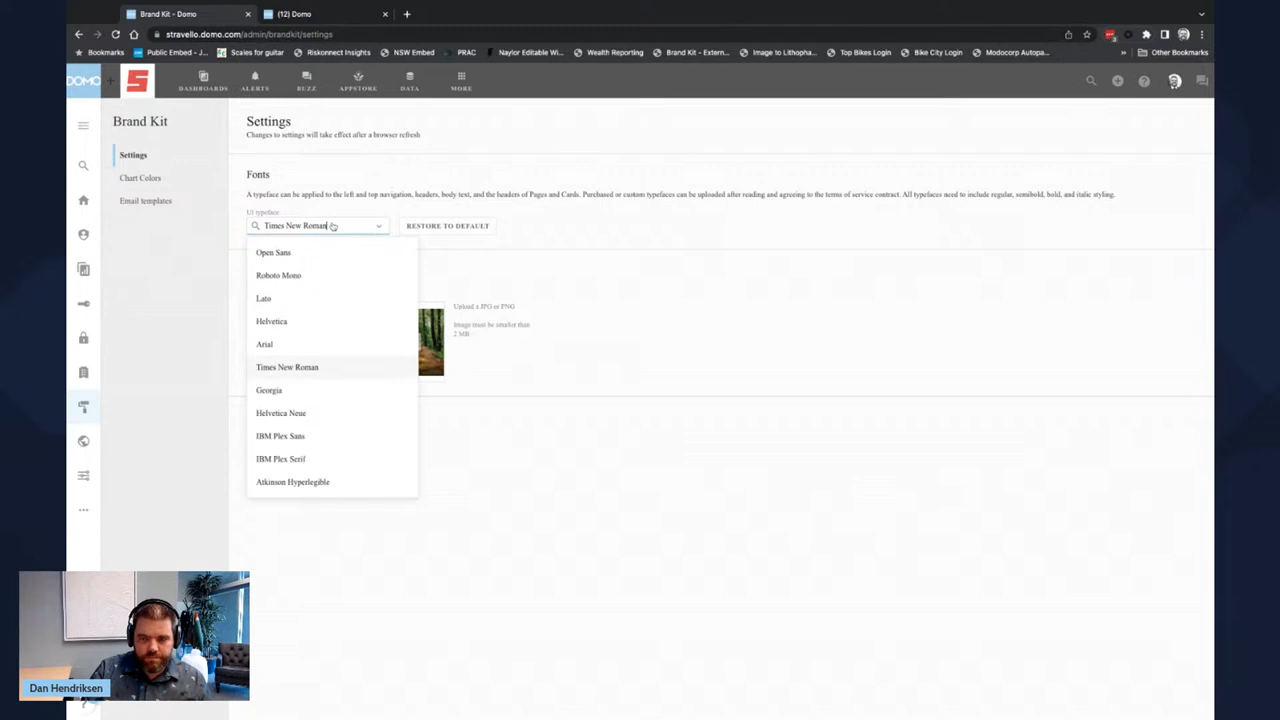 Brand Kit - Domo
(12) Domo
stravello.domo.com/admin/brandkit/settings
Bookmarks
Public Embed - J...
Scales for guitar
Riskonnect Insights
NSW Embed
PRAC
Naylor Editable Wi...
Wealth Reporting
Brand Kit - Extern...
Image to Lithopha...
Top Bikes Login
Bike City Login
Modocorp Autopa...
Other Bookmarks
DOMO
S
DASHBOARDS
ALERTS
BUZZ
APPSTORE
DATA
MORE
Brand Kit
Settings
Chart Colors
Email templates
Settings
Changes to settings will take effect after a browser refresh
Fonts
A typeface can be applied to the left and top navigation, headers, body text, and the headers of Pages and Cards. Purchased or custom typefaces can be uploaded after reading and agreeing to the terms of service contract. All typefaces need to include regular, semibold, bold, and italic styling.
UI typeface
Times New Roman
RESTORE TO DEFAULT
Open Sans
Roboto Mono
Lato
Helvetica
Arial
Times New Roman
Georgia
Helvetica Neue
IBM Plex Sans
IBM Plex Serif
Atkinson Hyperlegible
Upload a JPG or PNG
Image must be smaller than
2 MB
Dan Hendriksen